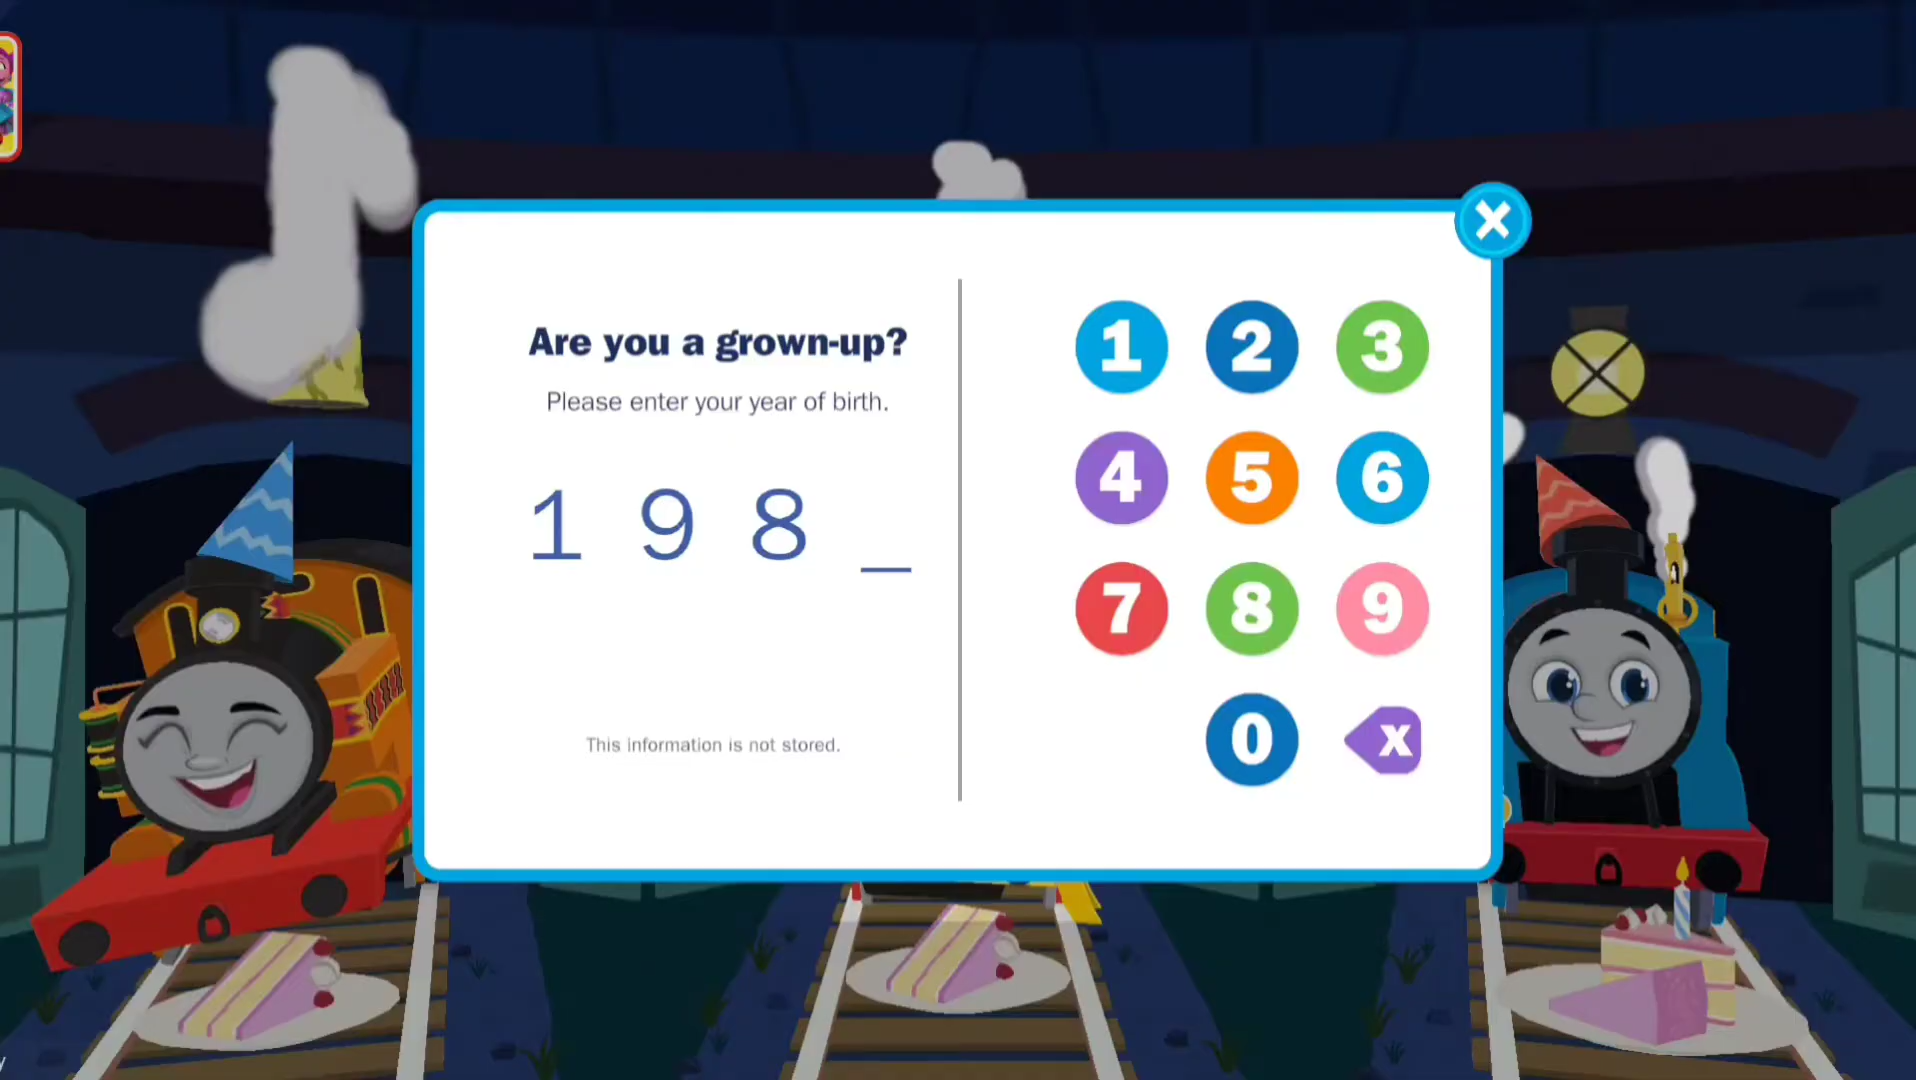 Are you a grown-up?
Please enter your year of birth.
1 9 8 _
This information is not stored.
1 2 3
4 5 6
7 8 9
0 X